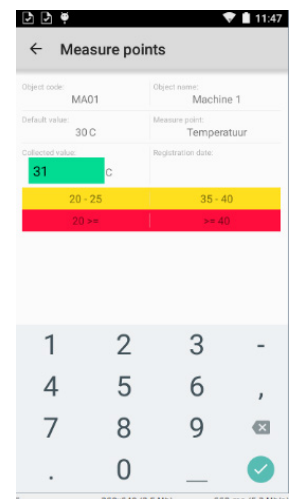 11:47
Measure points
Object code: Object name:
MA01 Machine 1
Default value: Measure point:
30 C Temperatuur
Collected value: Registration date:
31 C
20 - 25 35 - 40
20 >= >= 40
1 2 3 -
4 5 6 ,
7 8 9
. 0 _